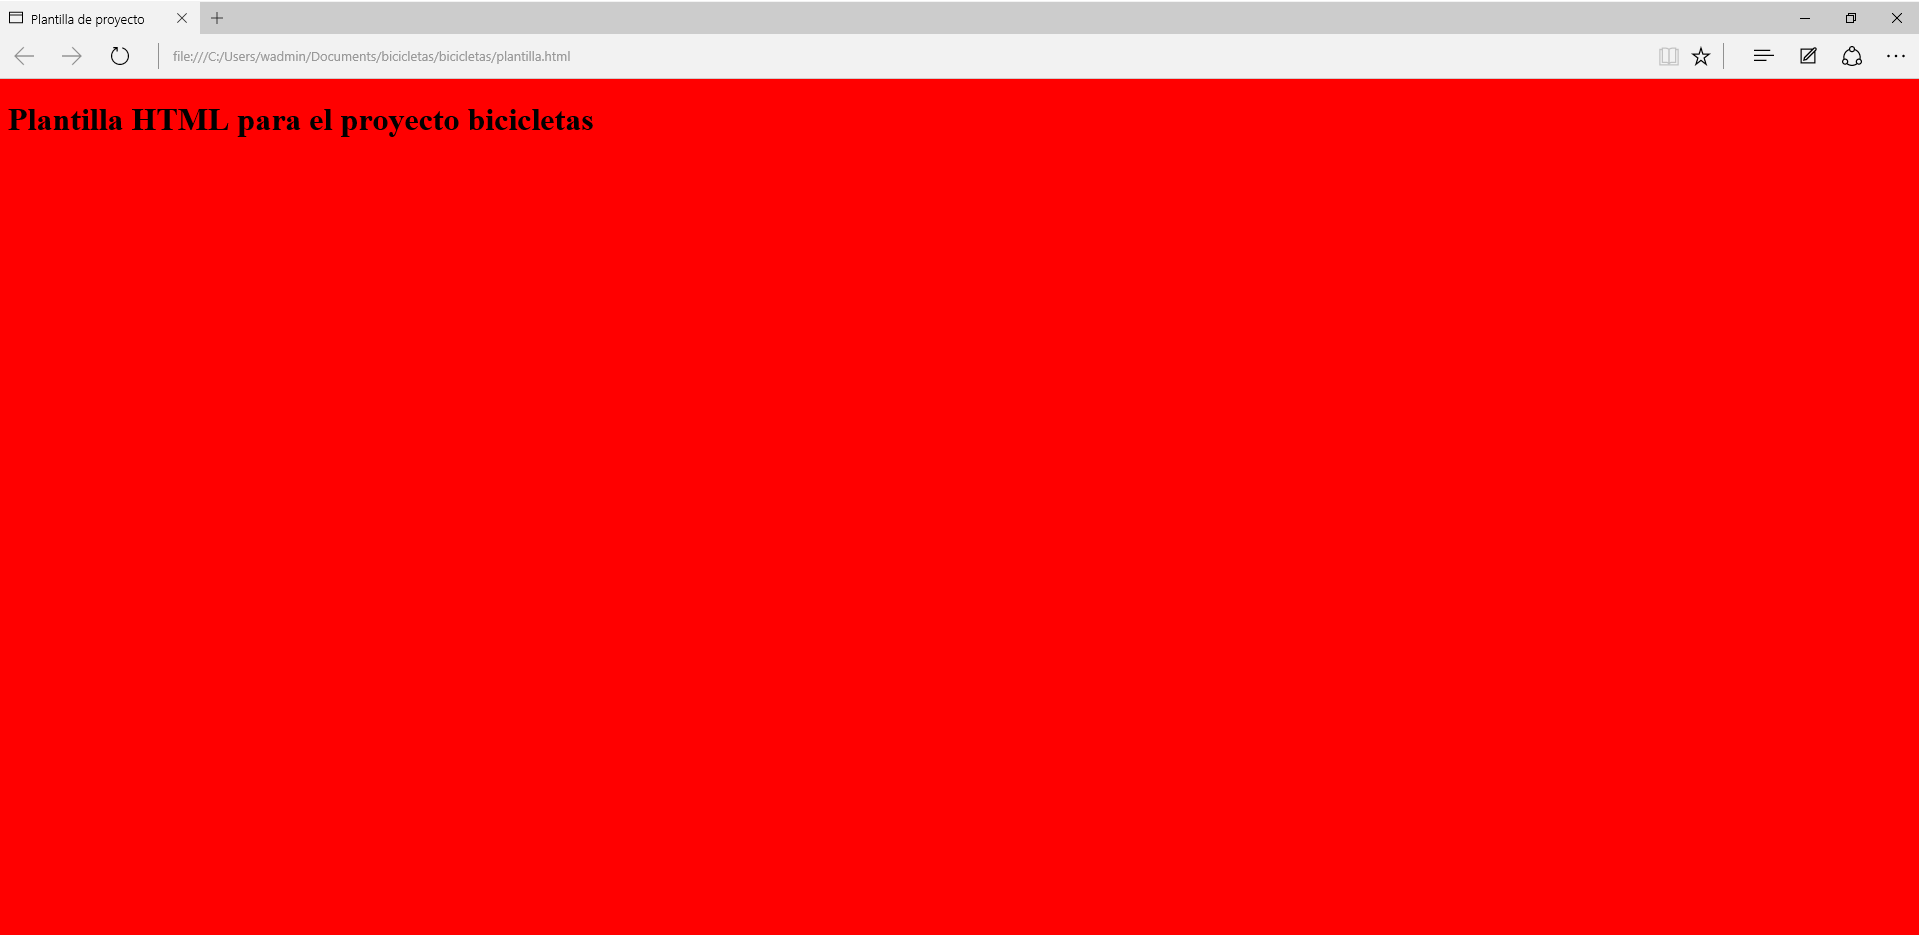 Plantilla de proyecto
file:///C:/Users/wadmin/Documents/bicicletas/bicicletas/plantilla.html
Plantilla HTML para el proyecto bicicletas